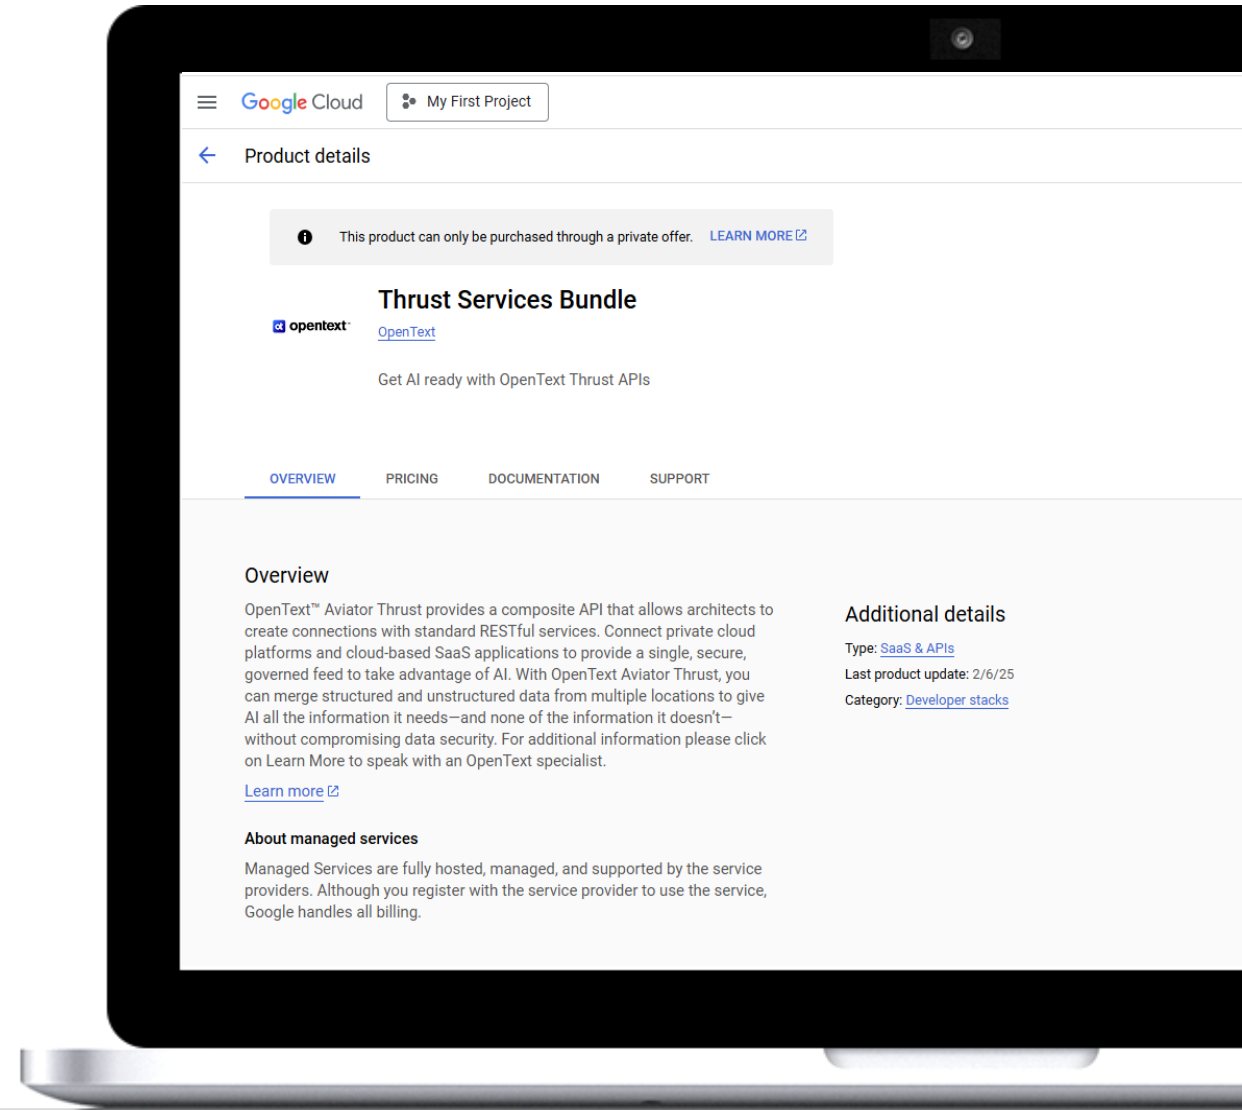 Google Cloud
My First Project
Product details
This product can only be purchased through a private offer. LEARN MORE
Thrust Services Bundle
opentext™
OpenText
Get AI ready with OpenText Thrust APIs
OVERVIEW PRICING DOCUMENTATION SUPPORT
Overview
OpenText™ Aviator Thrust provides a composite API that allows architects to
create connections with standard RESTful services. Connect private cloud
platforms and cloud-based SaaS applications to provide a single, secure,
governed feed to take advantage of AI. With OpenText Aviator Thrust, you
can merge structured and unstructured data from multiple locations to give
AI all the information it needs—and none of the information it doesn't—
without compromising data security. For additional information please click
on Learn More to speak with an OpenText specialist.
Learn more
About managed services
Managed Services are fully hosted, managed, and supported by the service
providers. Although you register with the service provider to use the service,
Google handles all billing.
Additional details
Type: SaaS & APIs
Last product update: 2/6/25
Category: Developer stacks